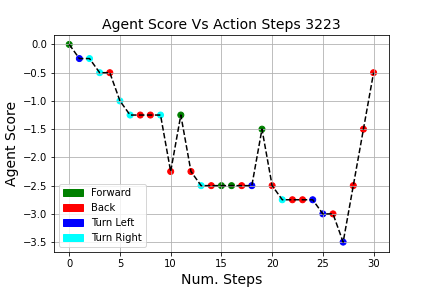 Agent Score Vs Action Steps 3223
Agent Score
0.0
−0.5
−1.0
−1.5
−2.0
−2.5
−3.0
−3.5
Forward
Back
Turn Left
Turn Right
0 5 10 15 20 25 30
Num. Steps